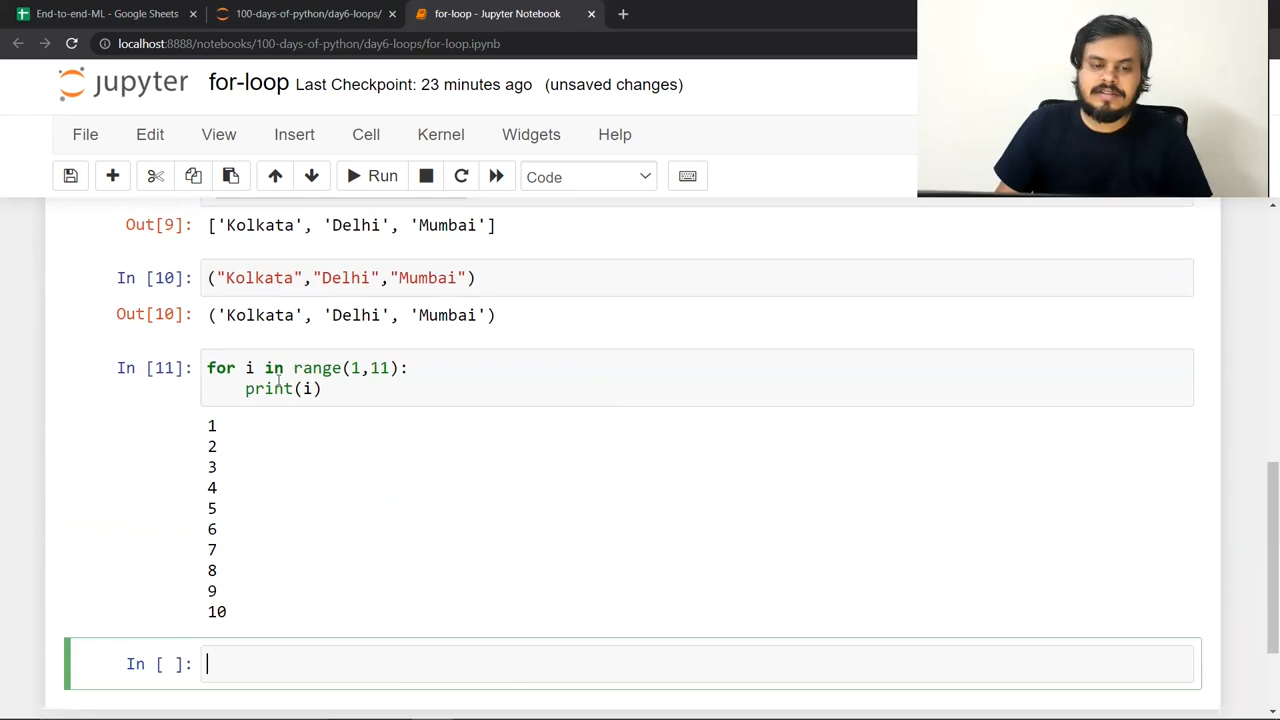 End-to-end-ML - Google Sheets
100-days-of-python/day6-loops/
for-loop - Jupyter Notebook
localhost:8888/notebooks/100-days-of-python/day6-loops/for-loop.ipynb
jupyter for-loop Last Checkpoint: 23 minutes ago (unsaved changes)
File Edit View Insert Cell Kernel Widgets Help
Run Code
Out[9]: ['Kolkata', 'Delhi', 'Mumbai']
In [10]: ("Kolkata","Delhi","Mumbai")
Out[10]: ('Kolkata', 'Delhi', 'Mumbai')
In [11]: for i in range(1,11):
print(i)
1
2
3
4
5
6
7
8
9
10
In [ ]: